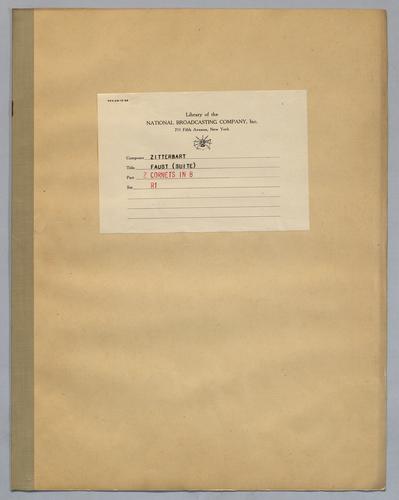 Library of the
NATIONAL BROADCASTING COMPANY, Inc.
711 Fifth Avenue, New York
Composer ZITTERBART
Title FAUST (SUITE)
Part 2 CORNETS IN B
Set R1